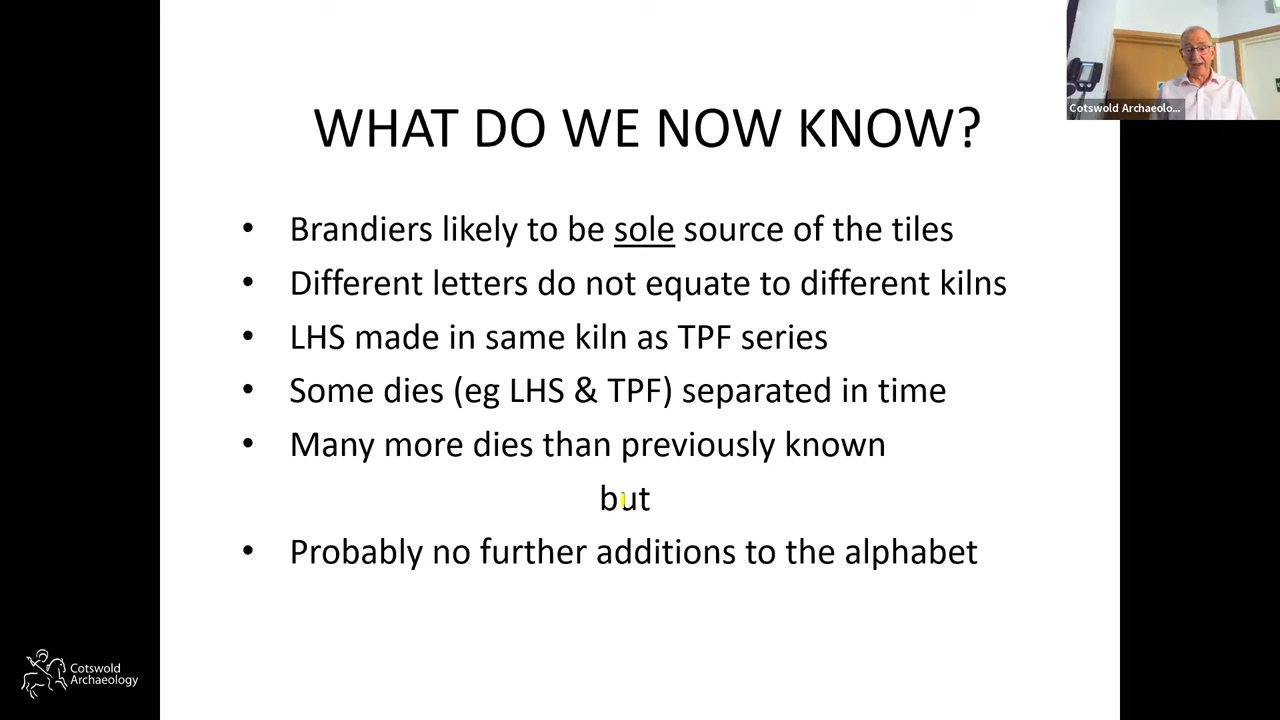 Cotswold Archaeolo...
WHAT DO WE NOW KNOW?
• Brandiers likely to be sole source of the tiles
• Different letters do not equate to different kilns
• LHS made in same kiln as TPF series
• Some dies (eg LHS & TPF) separated in time
• Many more dies than previously known
but
• Probably no further additions to the alphabet
Cotswold
Archaeology